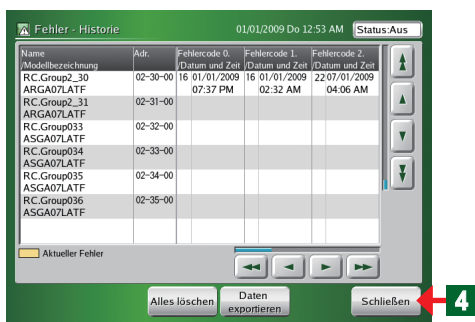 Fehler - Historie 01/01/2009 Do 12:53 AM Status:Aus
Name Adr. Fehlercode 0. Fehlercode 1. Fehlercode 2.
/Modellbezeichnung /Datum und Zeit /Datum und Zeit /Datum und Zeit
RC.Group2_30 02-30-00 16 01/01/2009 16 01/01/2009 22 07/01/2009
ARGA07LATF 07:37 PM 02:32 AM 04:06 AM
RC.Group2_31 02-31-00
ARGA07LATF
RC.Group033 02-32-00
ASGA07LATF
RC.Group034 02-33-00
ASGA07LATF
RC.Group035 02-34-00
ASGA07LATF
RC.Group036 02-35-00
ASGA07LATF
Aktueller Fehler
Alles löschen Daten exportieren Schließen 4